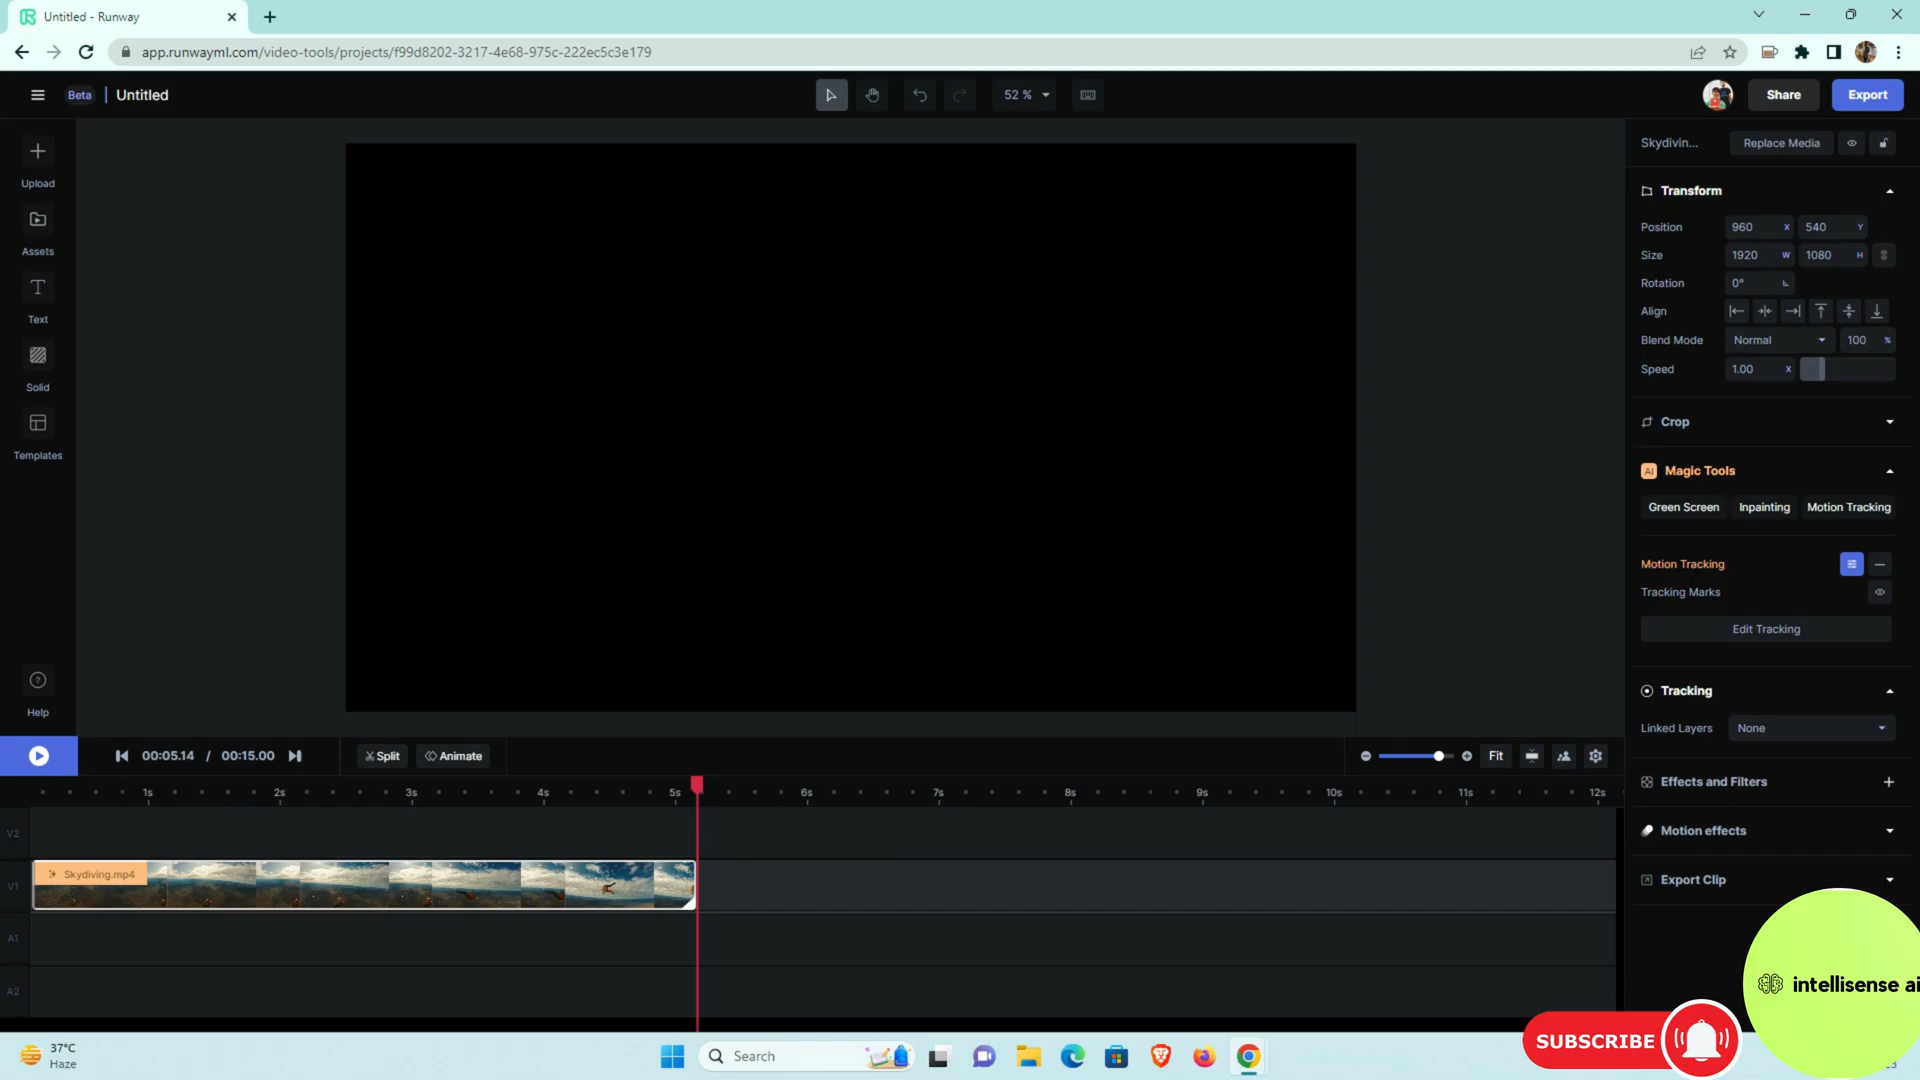 Untitled - Runway
app.runwayml.com/video-tools/projects/f99d8202-3217-4e68-975c-222ec5c3e179
Beta | Untitled
52 %
Share
Export
Upload
Assets
Text
Solid
Templates
Help
Skydivin...
Replace Media
Transform
Position 960 X 540 Y
Size 1920 W 1080 H
Rotation 0°
Align
Blend Mode Normal 100 %
Speed 1.00 x
Crop
AI Magic Tools
Green Screen Inpainting Motion Tracking
Motion Tracking
Tracking Marks
Edit Tracking
Tracking
Linked Layers None
Effects and Filters
Motion effects
Export Clip
00:05.14 / 00:15.00
Split
Animate
Fit
1s 2s 3s 4s 5s 6s 7s 8s 9s 10s 11s 12s
V2
V1
Skydiving.mp4
A1
A2
intellisense ai
SUBSCRIBE
37°C
Haze
Search